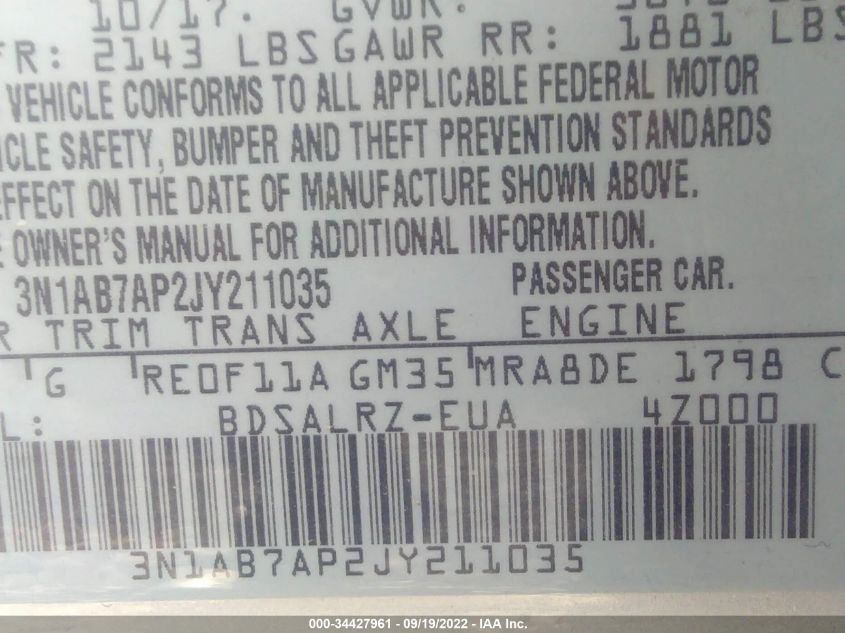 10/17. GVWR:
FR: 2143 LBS GAWR RR: 1881 LBS
VEHICLE CONFORMS TO ALL APPLICABLE FEDERAL MOTOR
ICLE SAFETY, BUMPER AND THEFT PREVENTION STANDARDS
EFFECT ON THE DATE OF MANUFACTURE SHOWN ABOVE.
E OWNER'S MANUAL FOR ADDITIONAL INFORMATION.
3N1AB7AP2JY211035 PASSENGER CAR.
R TRIM TRANS AXLE ENGINE
G RE0F11A GM35 MRA8DE 1798 C
L: BDSALRZ-EUA 4Z000
3N1AB7AP2JY211035
000-34427961 - 09/19/2022 - IAA Inc.